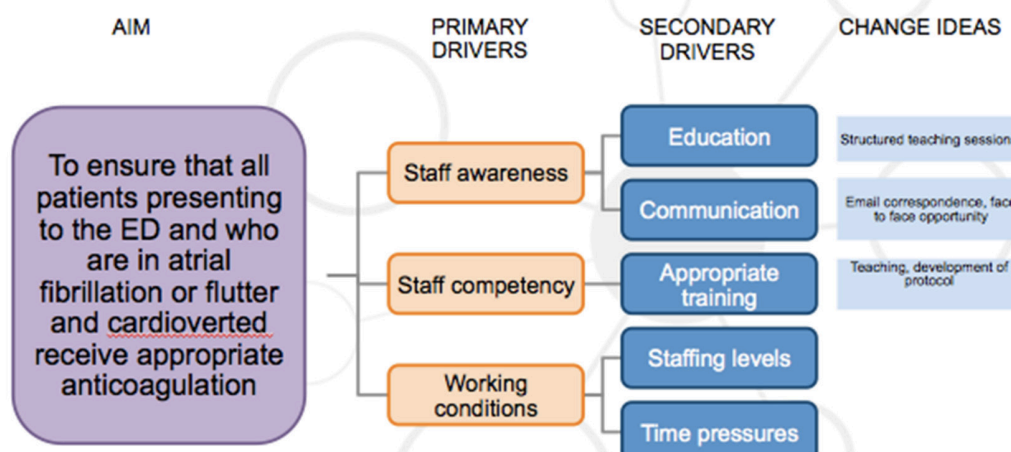 AIM
PRIMARY
DRIVERS
SECONDARY
DRIVERS
CHANGE IDEAS
To ensure that all
patients presenting
to the ED and who
are in atrial
fibrillation or flutter
and cardioverted
receive appropriate
anticoagulation
Staff awareness
Staff competency
Working
conditions
Education
Communication
Appropriate
training
Staffing levels
Time pressures
Structured teaching session
Email correspondence, face
to face opportunity
Teaching, development of
protocol